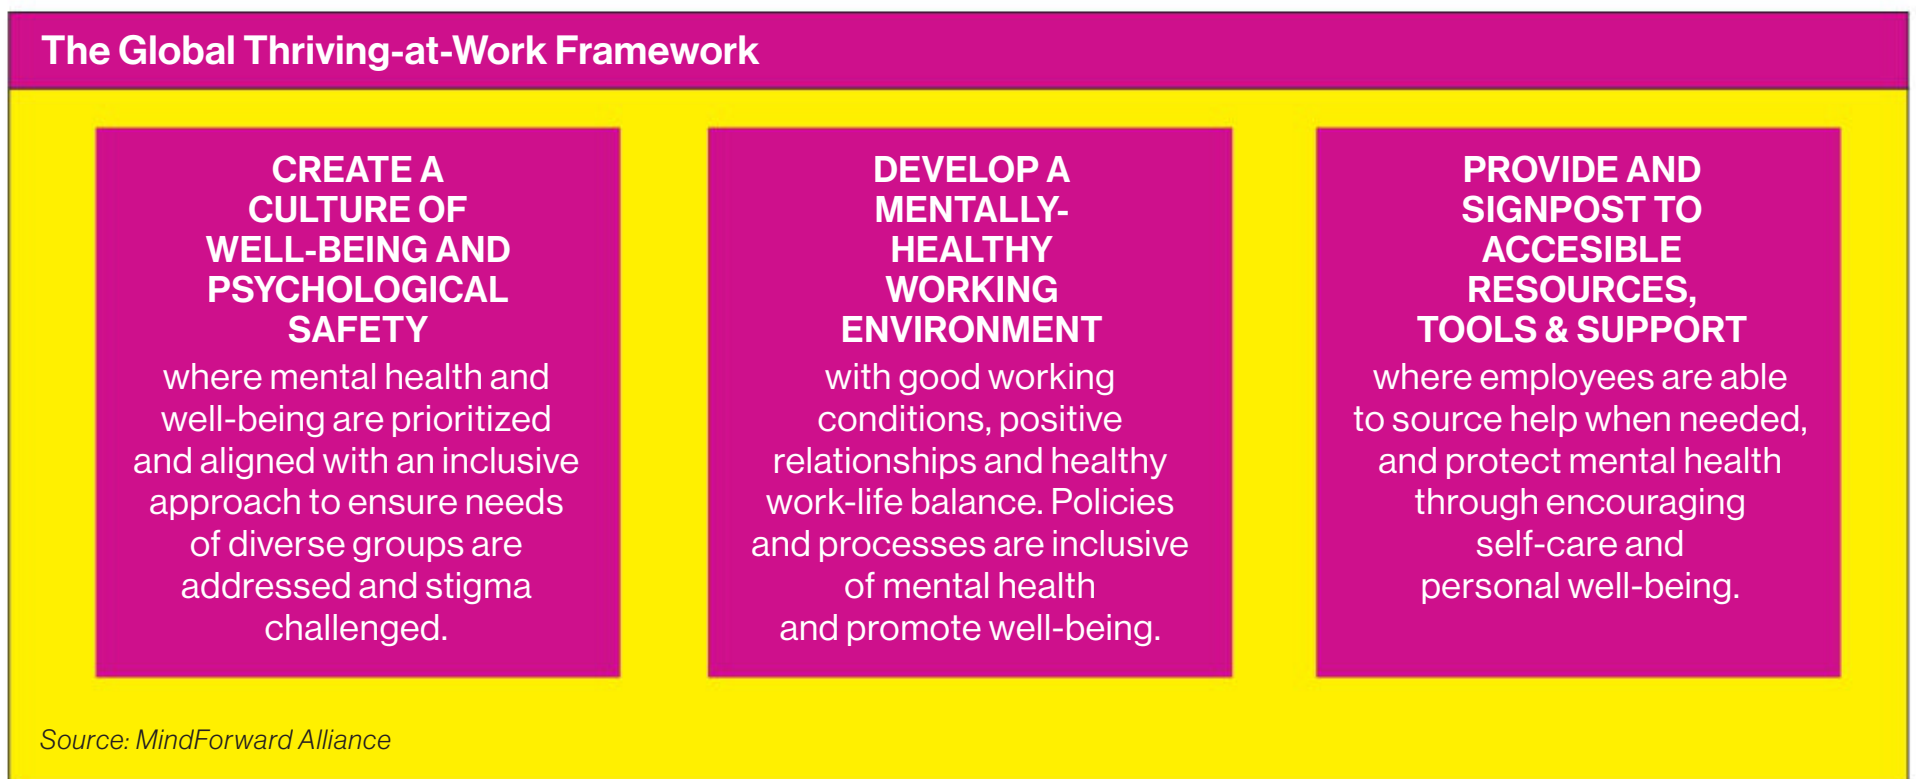 The Global Thriving-at-Work Framework
CREATE A
CULTURE OF
WELL-BEING AND
PSYCHOLOGICAL
SAFETY
where mental health and
well-being are prioritized
and aligned with an inclusive
approach to ensure needs
of diverse groups are
addressed and stigma
challenged.
DEVELOP A
MENTALLY-
HEALTHY
WORKING
ENVIRONMENT
with good working
conditions, positive
relationships and healthy
work-life balance. Policies
and processes are inclusive
of mental health
and promote well-being.
PROVIDE AND
SIGNPOST TO
ACCESIBLE
RESOURCES,
TOOLS & SUPPORT
where employees are able
to source help when needed,
and protect mental health
through encouraging
self-care and
personal well-being.
Source: MindForward Alliance